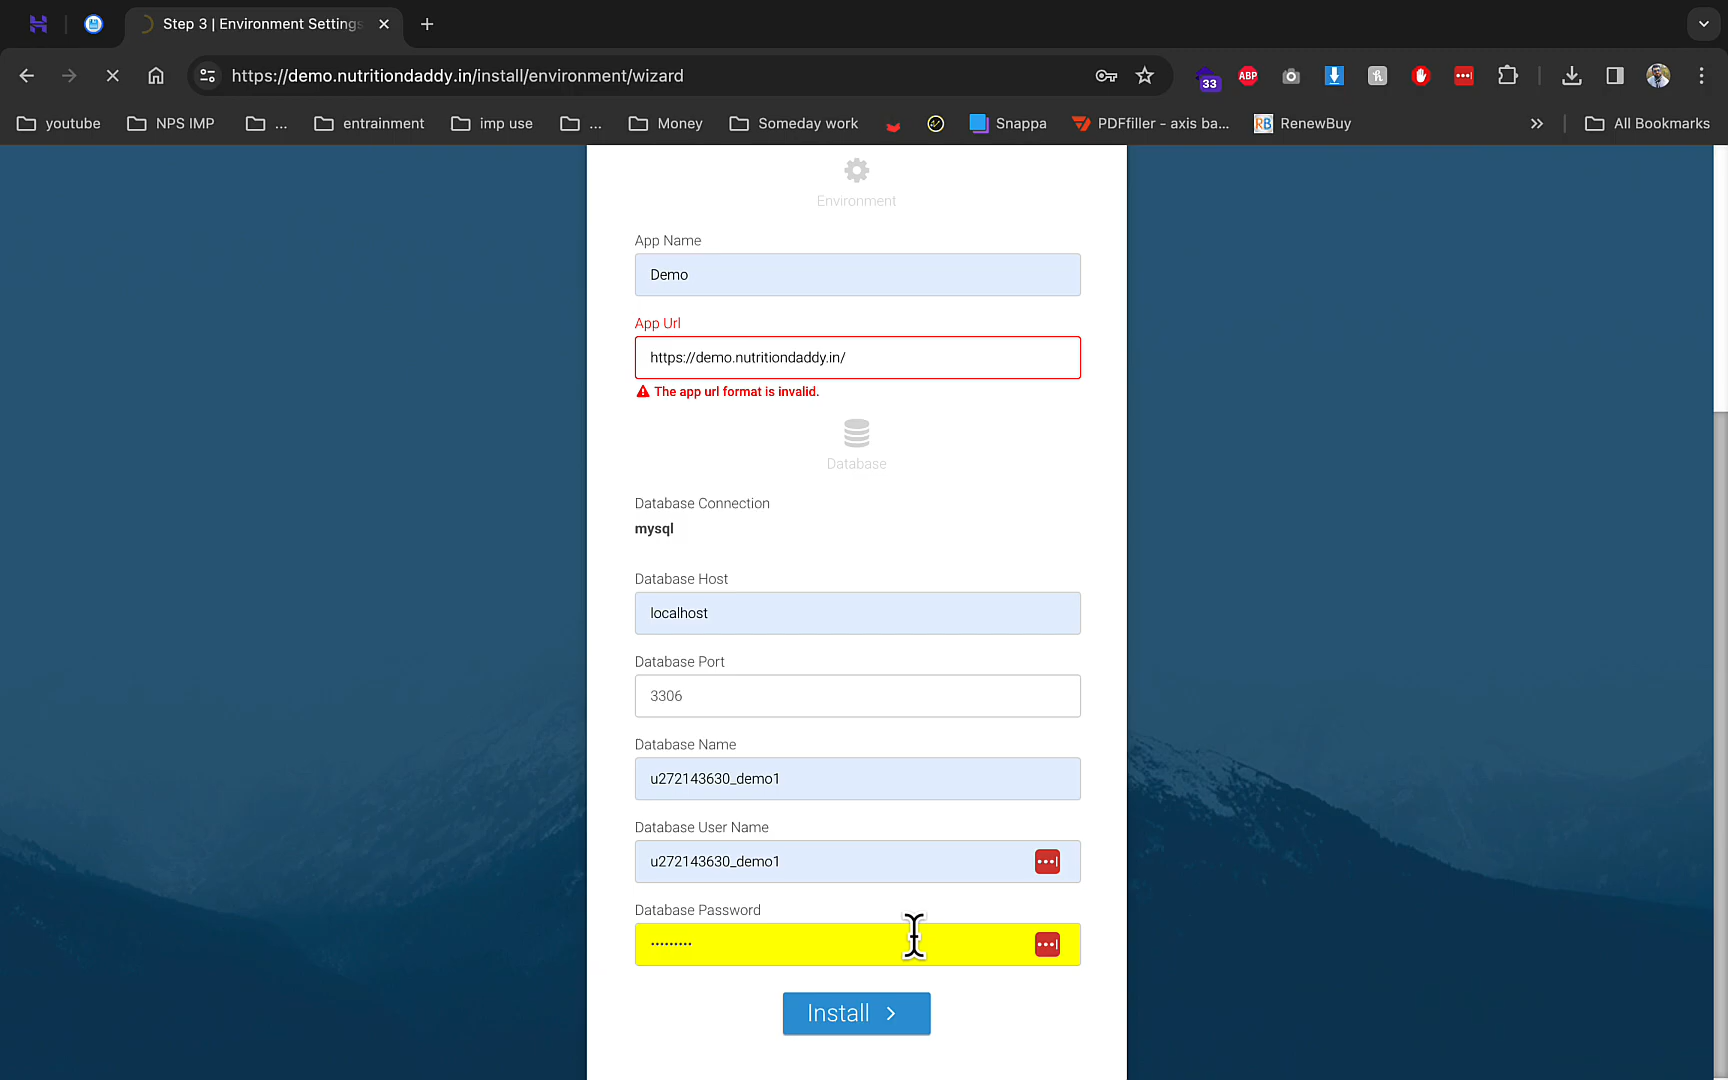 Step 3 | Environment Settings
https://demo.nutritiondaddy.in/install/environment/wizard
33
ABP
youtube
NPS IMP
...
entrainment
imp use
...
Money
Someday work
Snappa
PDFfiller - axis ba...
RB
RenewBuy
All Bookmarks
Environment
App Name
Demo
App Url
https://demo.nutritiondaddy.in/
The app url format is invalid.
Database
Database Connection
mysql
Database Host
localhost
Database Port
3306
Database Name
u272143630_demo1
Database User Name
u272143630_demo1
Database Password
Install